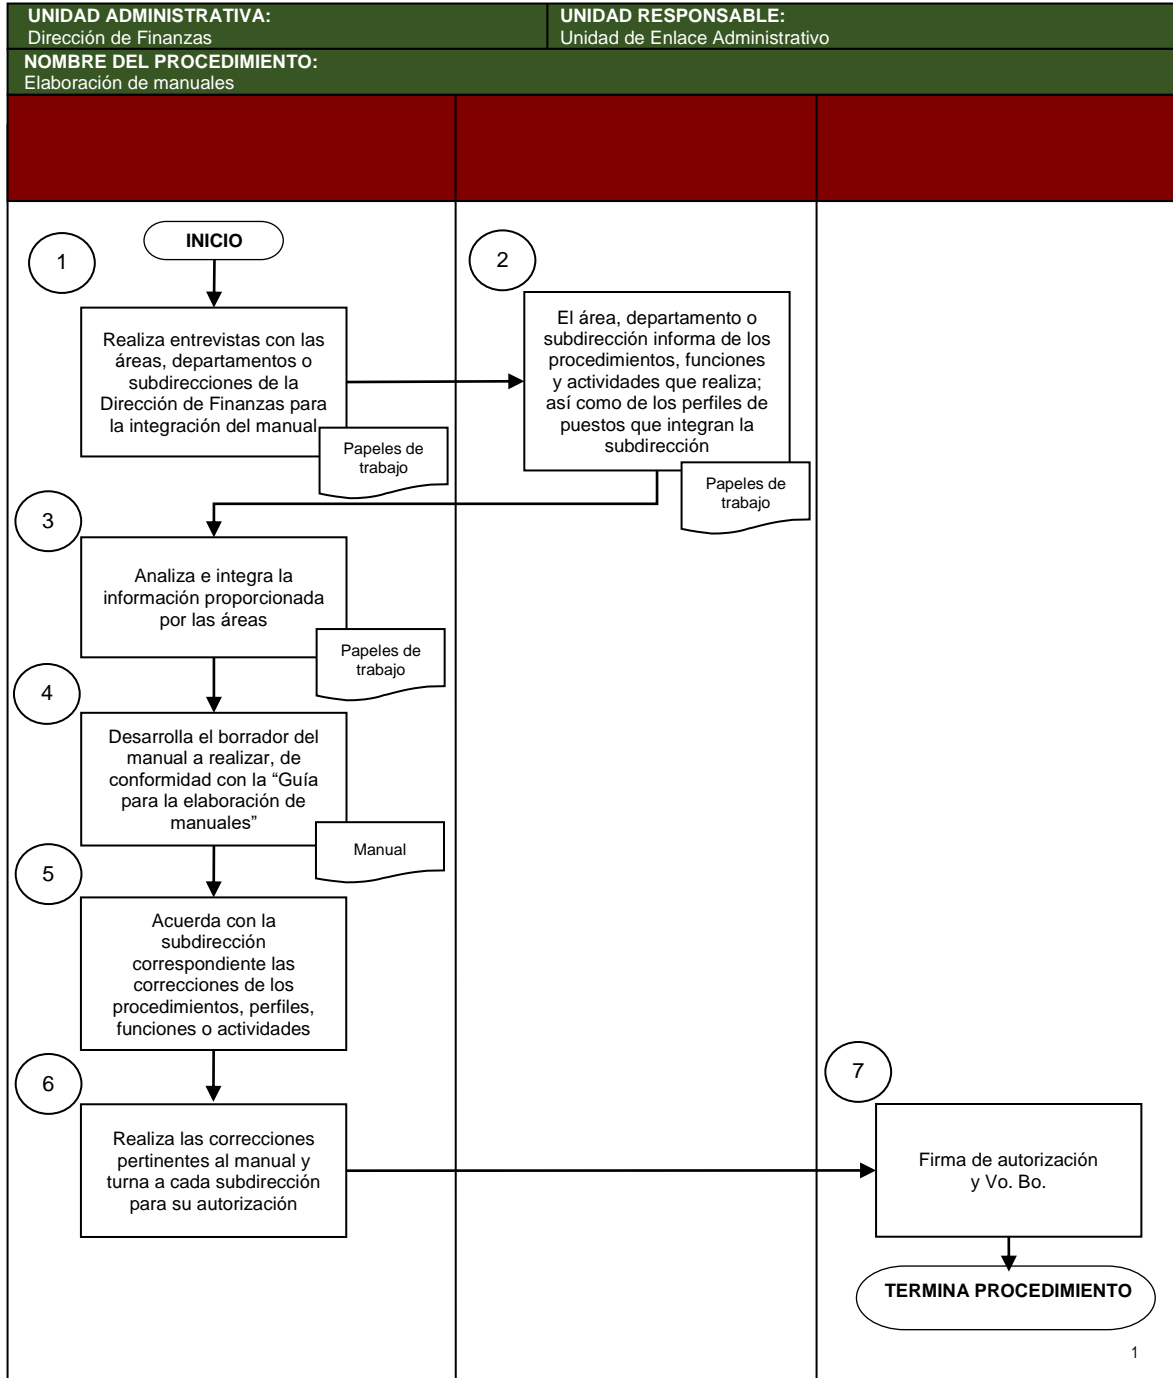 UNIDAD ADMINISTRATIVA:
Dirección de Finanzas
UNIDAD RESPONSABLE:
Unidad de Enlace Administrativo
NOMBRE DEL PROCEDIMIENTO:
Elaboración de manuales
1
INICIO
Realiza entrevistas con las
áreas, departamentos o
subdirecciones de la
Dirección de Finanzas para
la integración del manual
Papeles de
trabajo
2
El área, departamento o
subdirección informa de los
procedimientos, funciones
y actividades que realiza;
así como de los perfiles de
puestos que integran la
subdirección
Papeles de
trabajo
3
Analiza e integra la
información proporcionada
por las áreas
Papeles de
trabajo
4
Desarrolla el borrador del
manual a realizar, de
conformidad con la “Guía
para la elaboración de
manuales”
Manual
5
Acuerda con la
subdirección
correspondiente las
correcciones de los
procedimientos, perfiles,
funciones o actividades
6
Realiza las correcciones
pertinentes al manual y
turna a cada subdirección
para su autorización
7
Firma de autorización
y Vo. Bo.
TERMINA PROCEDIMIENTO
1